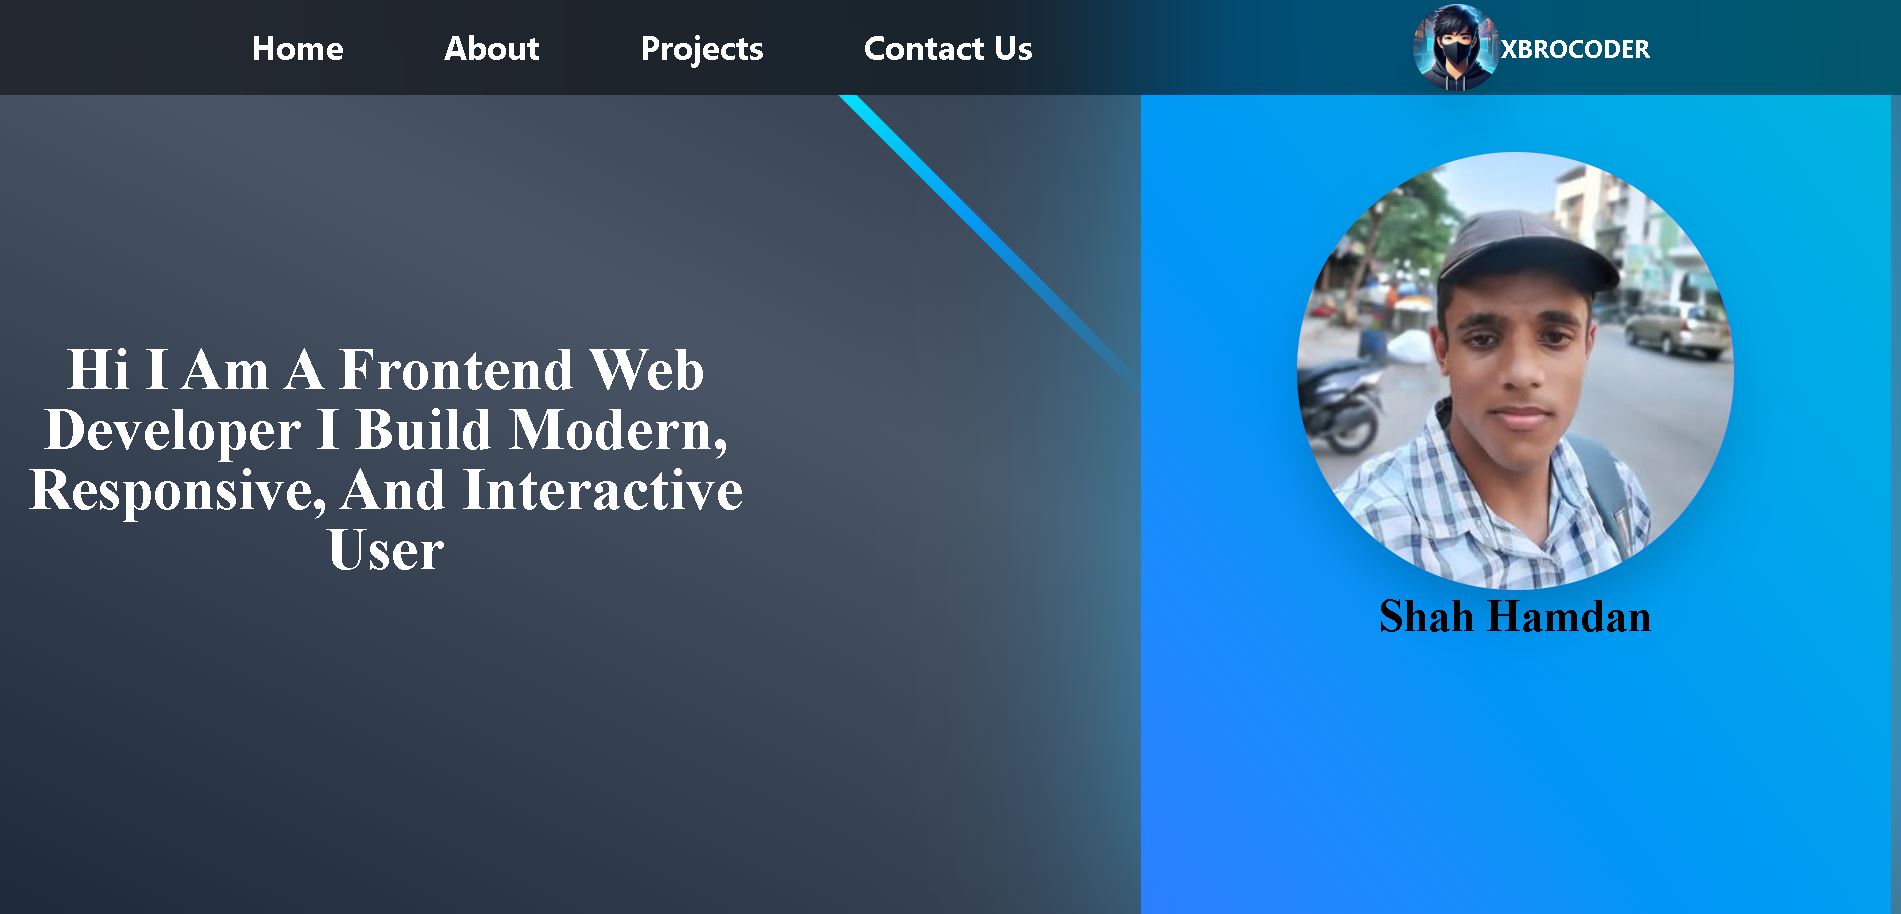 Home About Projects Contact Us XBROCODER
Hi I Am A Frontend Web
Developer I Build Modern,
Responsive, And Interactive
User
Shah Hamdan